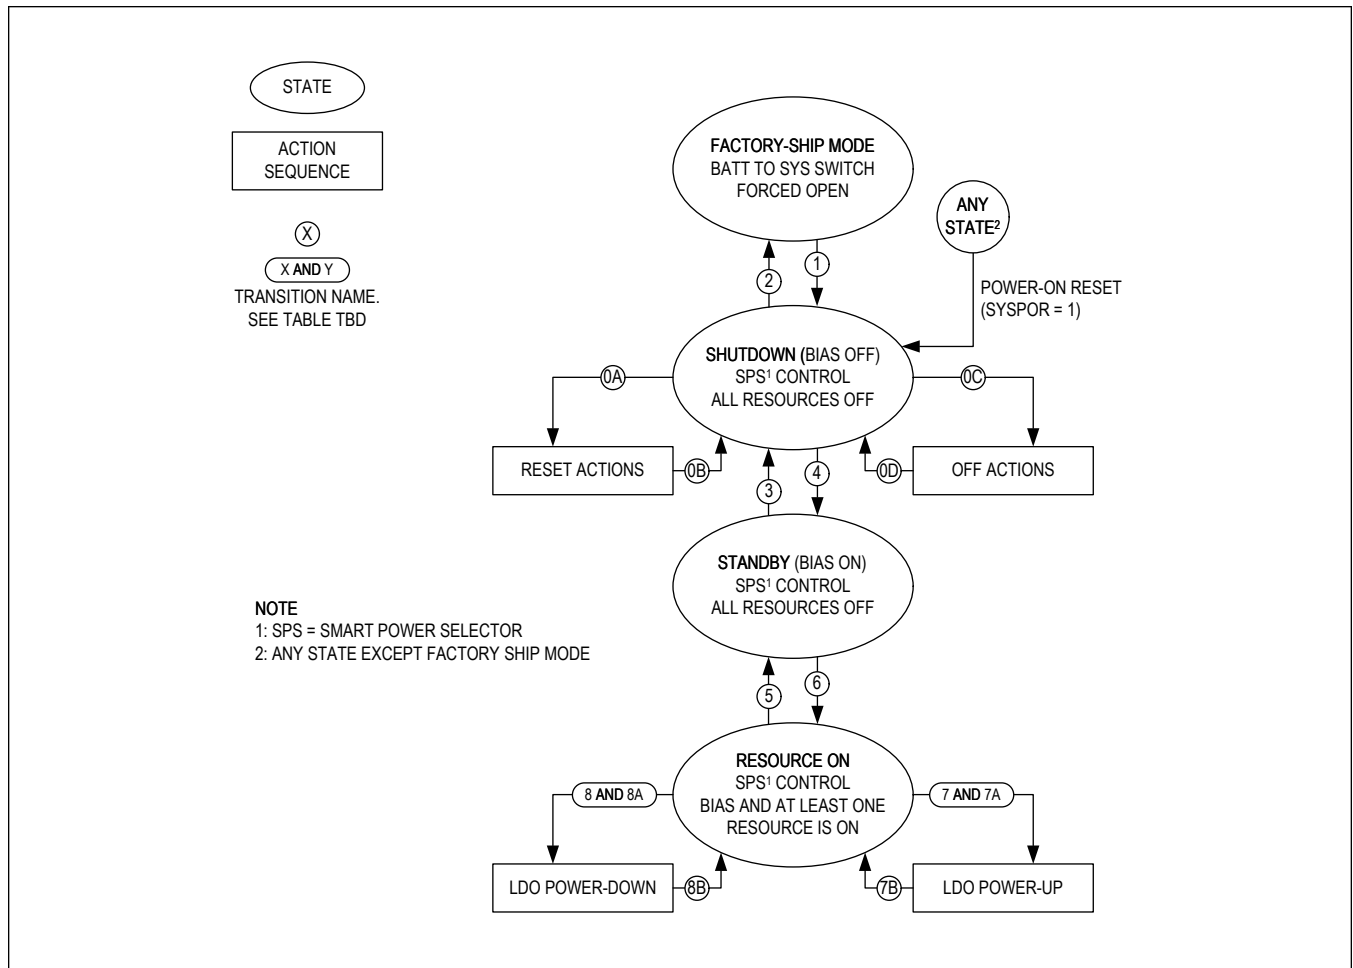 STATE
ACTION
SEQUENCE
X
X AND Y
TRANSITION NAME.
SEE TABLE TBD
FACTORY-SHIP MODE
BATT TO SYS SWITCH
FORCED OPEN
ANY
STATE²
POWER-ON RESET
(SYSPOR = 1)
1
2
SHUTDOWN (BIAS OFF)
SPS¹ CONTROL
ALL RESOURCES OFF
0A
0C
RESET ACTIONS
0B
0D
OFF ACTIONS
3
4
STANDBY (BIAS ON)
SPS¹ CONTROL
ALL RESOURCES OFF
NOTE
1: SPS = SMART POWER SELECTOR
2: ANY STATE EXCEPT FACTORY SHIP MODE
5
6
RESOURCE ON
SPS¹ CONTROL
BIAS AND AT LEAST ONE
RESOURCE IS ON
8 AND 8A
7 AND 7A
LDO POWER-DOWN
8B
7B
LDO POWER-UP